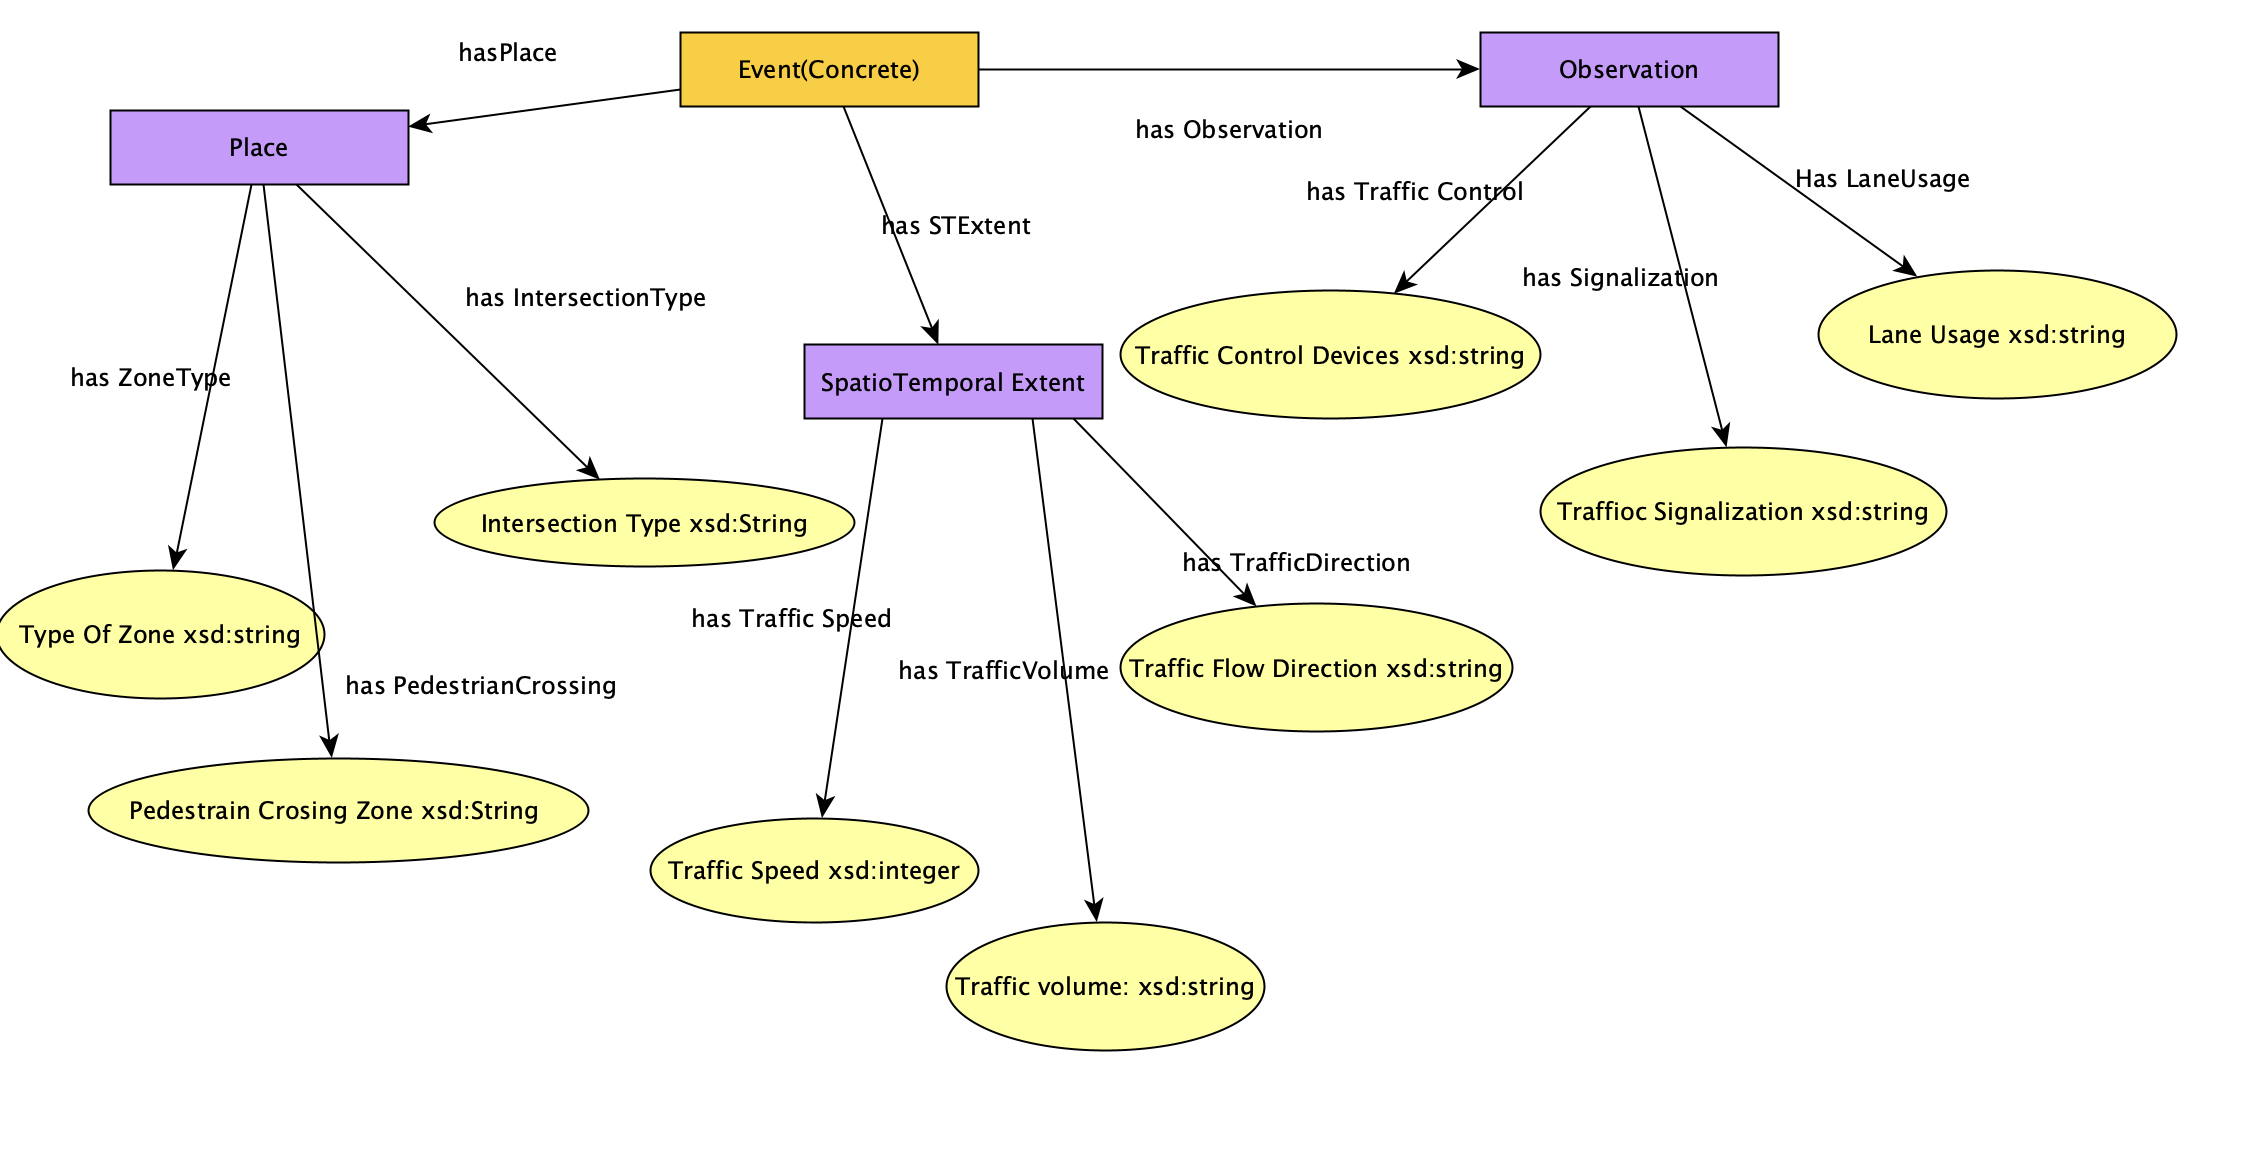 hasPlace
Event(Concrete)
Observation
Place
has Observation
has Traffic Control
Has LaneUsage
has STExtent
has IntersectionType
has Signalization
has ZoneType
SpatioTemporal Extent
Traffic Control Devices xsd:string
Lane Usage xsd:string
Intersection Type xsd:String
Traffioc Signalization xsd:string
has TrafficDirection
has Traffic Speed
Type Of Zone xsd:string
has PedestrianCrossing
has TrafficVolume
Traffic Flow Direction xsd:string
Pedestrain Crosing Zone xsd:String
Traffic Speed xsd:integer
Traffic volume: xsd:string